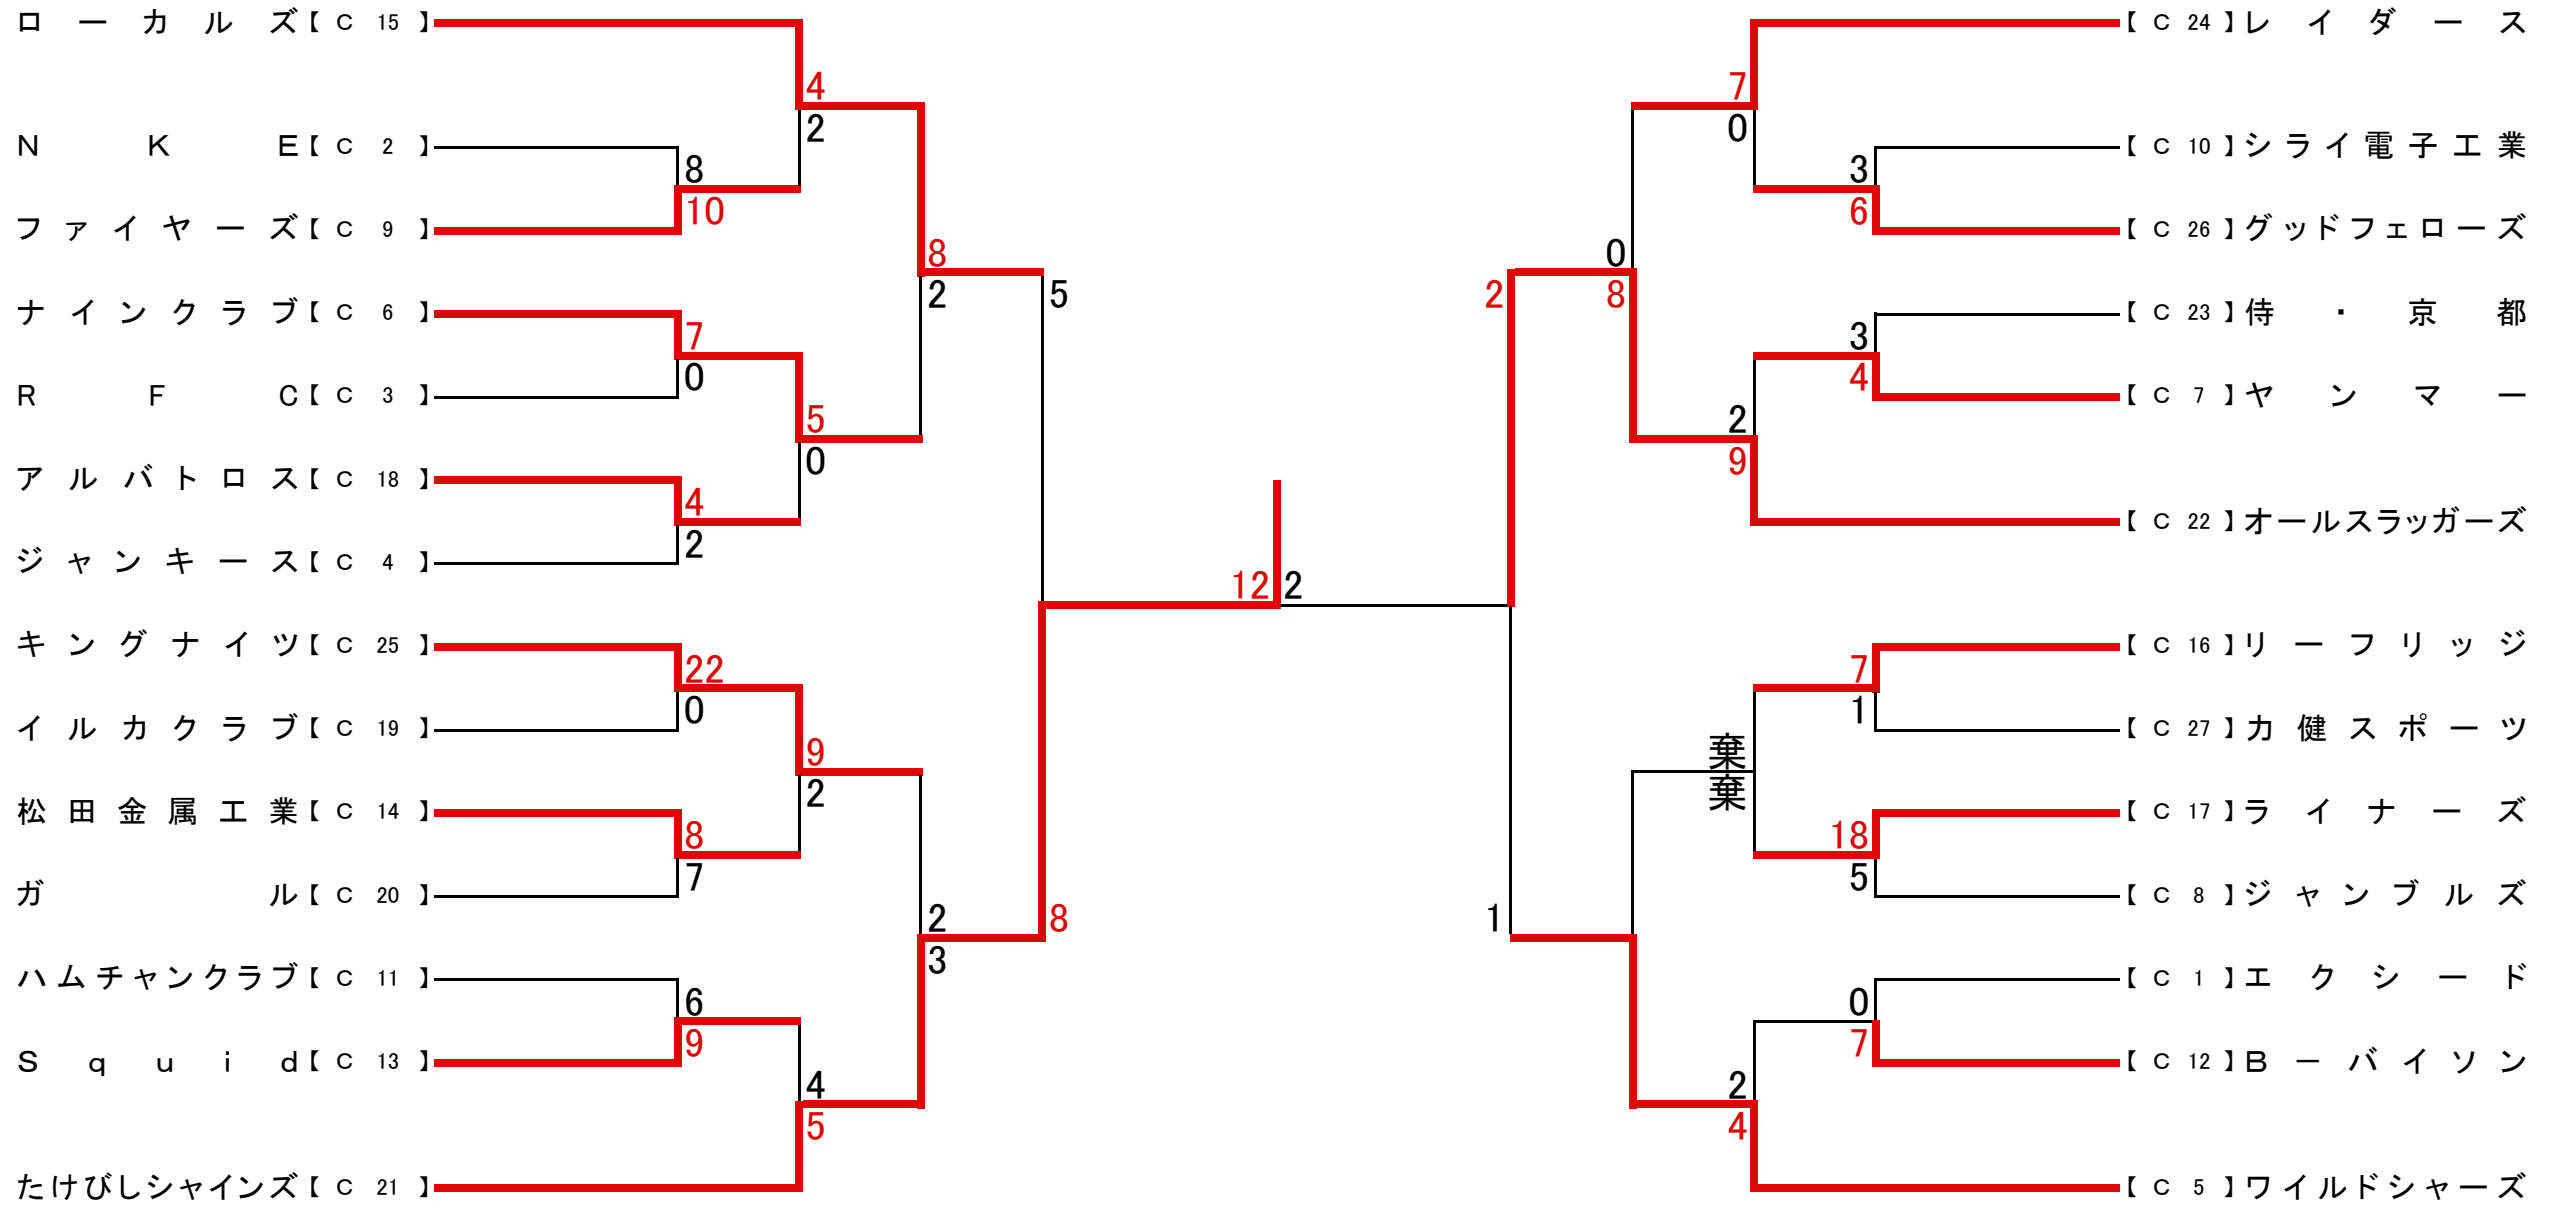 ローカルズ【 C 15 】
4
2
NKE【 C 2 】
8
10
ファイヤーズ【 C 9 】
8
2
5
ナインクラブ【 C 6 】
7
0
RFC【 C 3 】
5
0
アルバトロス【 C 18 】
4
2
ジャンキース【 C 4 】
12 2
キングナイツ【 C 25 】
22
0
イルカクラブ【 C 19 】
9
2
松田金属工業【 C 14 】
8
7
ガル【 C 20 】
2
3
8
ハムチャンクラブ【 C 11 】
6
9
Squid【 C 13 】
4
5
たけびしシャインズ【 C 21 】
【 C 24 】レイダース
7
0
【 C 10 】シライ電子工業
3
6
【 C 26 】グッドフェローズ
0
8
2
【 C 23 】侍・京都
3
4
【 C 7 】ヤンマー
2
9
【 C 22 】オールスラッガーズ
【 C 16 】リーフリッジ
7
1
【 C 27 】力健スポーツ
棄
棄
【 C 17 】ライナーズ
18
5
【 C 8 】ジャンブルズ
1
【 C 1 】エクシード
0
7
【 C 12 】B－バイソン
2
4
【 C 5 】ワイルドシャーズ